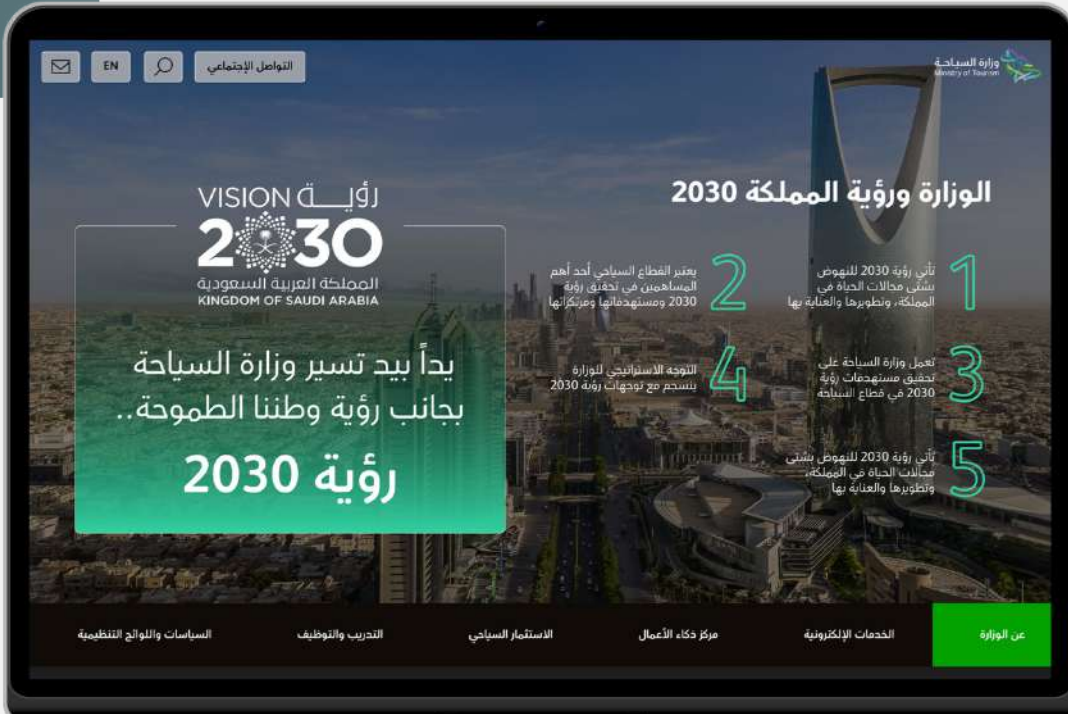 وزارة السياحة
Ministry of Tourism
التواصل الإجتماعي
EN
الوزارة ورؤية المملكة 2030
1
تأتي رؤية 2030 للنهوض
بشتى مجالات الحياة في
المملكة، وتطويرها والعناية بها
2
يعتبر القطاع السياحي أحد أهم
المساهمين في تحقيق رؤية
2030 ومستهدفاتها ومرتكزاتها
3
تعمل وزارة السياحة على
تحقيق مستهدفات رؤية
2030 في قطاع السياحة
4
التوجه الاستراتيجي للوزارة
ينسجم مع توجهات رؤية 2030
5
تأتي رؤية 2030 للنهوض بشتى
مجالات الحياة في المملكة،
وتطويرها والعناية بها
VISION رؤيـــة
2030
المملكة العربية السعودية
KINGDOM OF SAUDI ARABIA
يداً بيد تسير وزارة السياحة
بجانب رؤية وطننا الطموحة..
رؤية 2030
عن الوزارة
الخدمات الإلكترونية
مركز ذكاء الأعمال
الاستثمار السياحي
التدريب والتوظيف
السياسات واللوائح التنظيمية